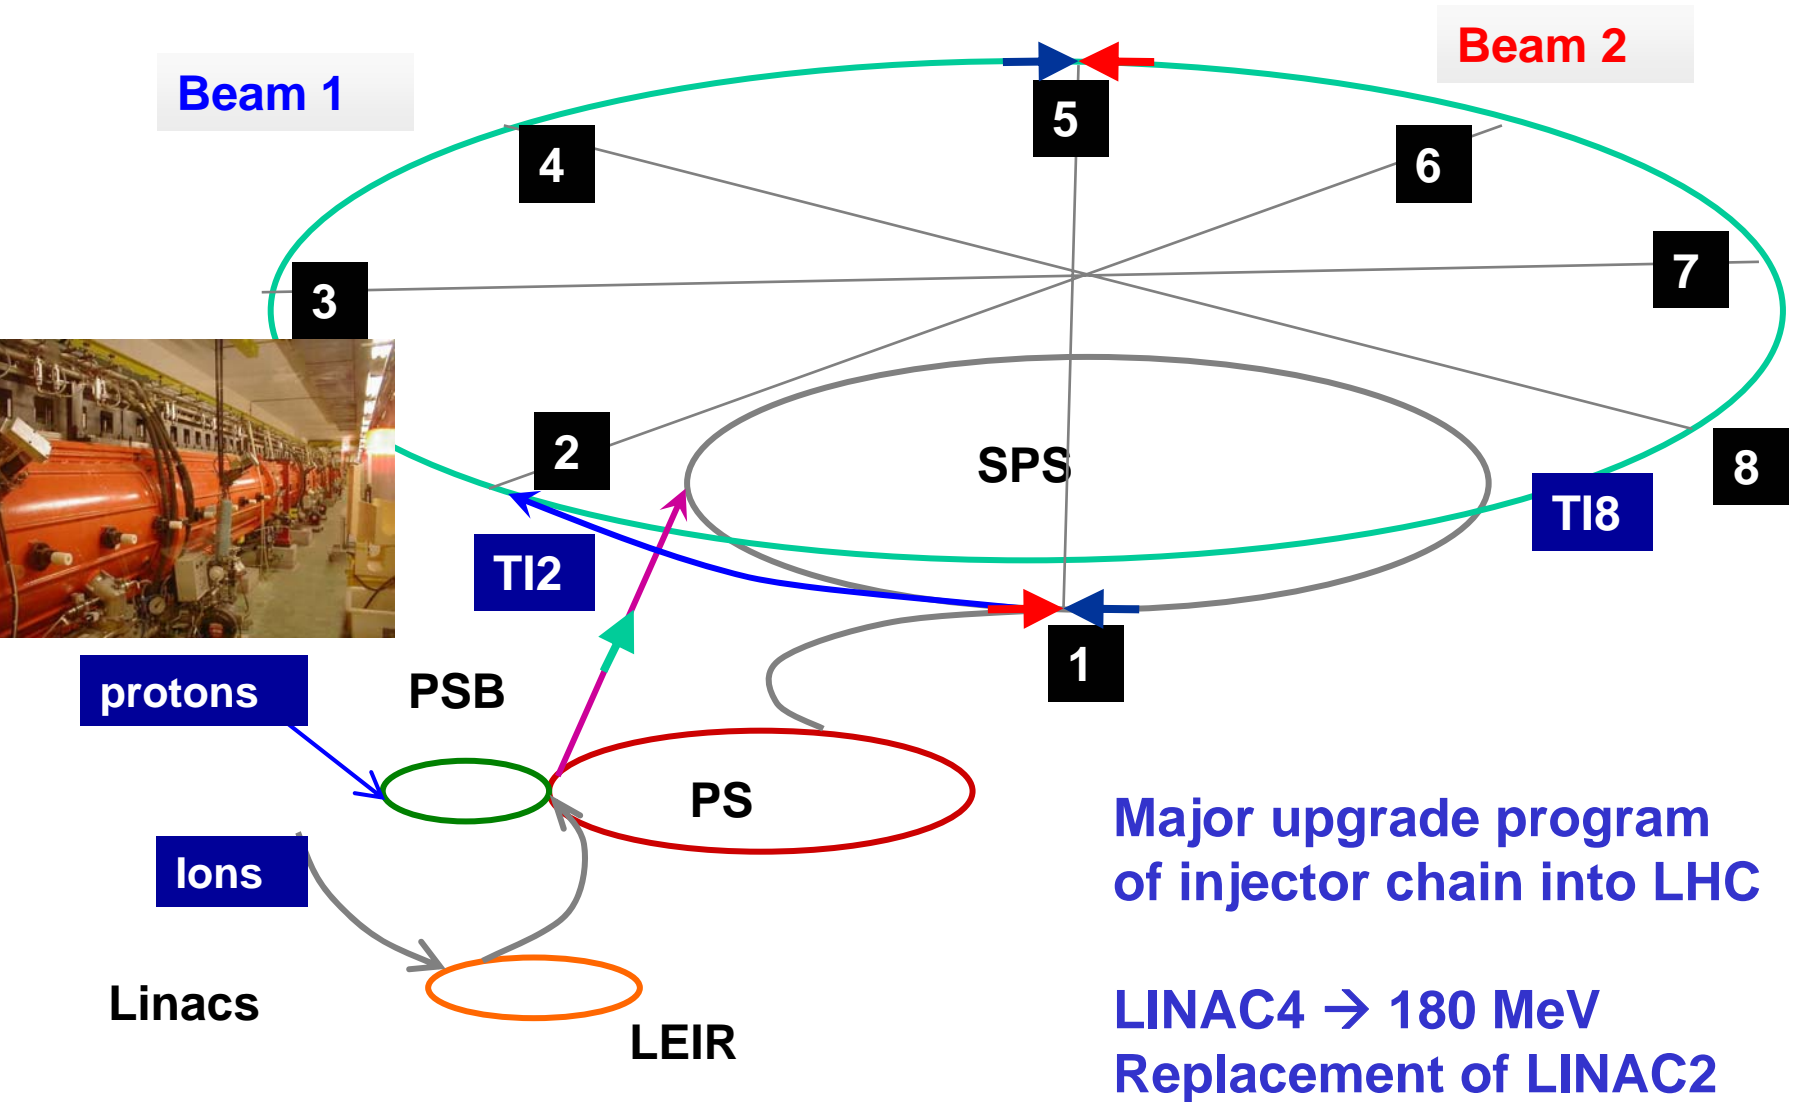 Beam 1
Beam 2
5
4
6
7
3
2
SPS
8
TI8
TI2
1
protons
PSB
PS
Ions
Linacs
LEIR
Major upgrade program
of injector chain into LHC
LINAC4 → 180 MeV
Replacement of LINAC2